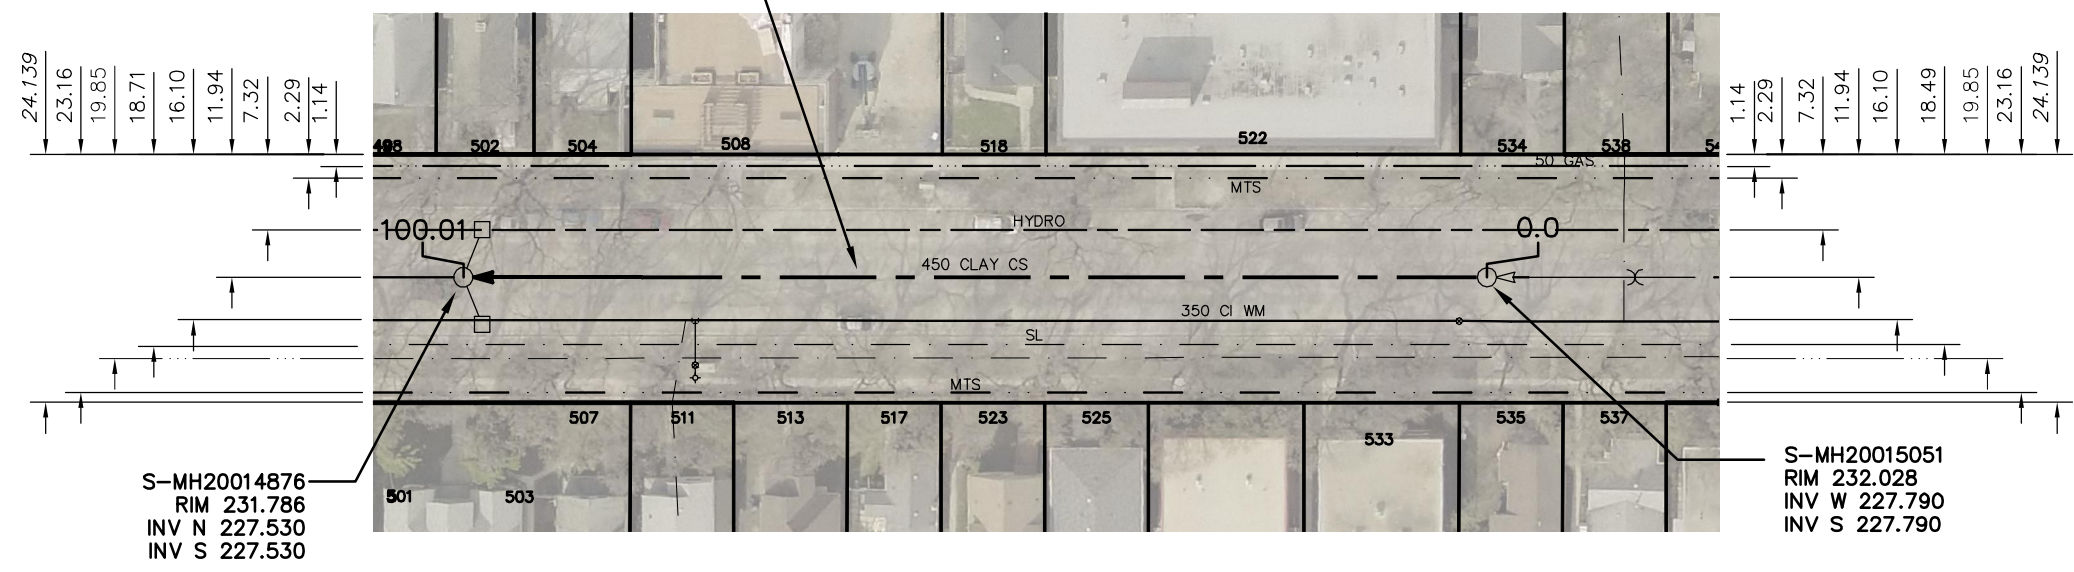 24.139
23.16
19.85
18.71
16.10
11.94
7.32
2.29
1.14
1.14
2.29
7.32
11.94
16.10
18.49
19.85
23.16
24.139
502
504
508
518
522
534
538
50 GAS
MTS
HYDRO
100.01
0.0
450 CLAY CS
350 CI WM
SL
MTS
507
511
513
517
523
525
533
535
537
501
503
S-MH20014876
RIM 231.786
INV N 227.530
INV S 227.530
S-MH20015051
RIM 232.028
INV W 227.790
INV S 227.790